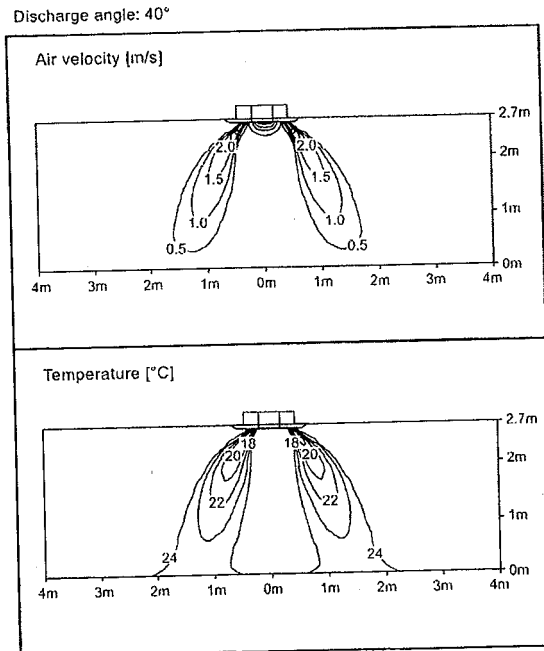 Discharge angle: 40°
Air velocity [m/s]
2.7m
2.0 2.0 2m
1.5 1.5
1m
1.0 1.0
0.5 0.5 0m
4m 3m 2m 1m 0m 1m 2m 3m 4m
Temperature [°C]
2.7m
18 18
20 20 2m
22 22 1m
24 24 0m
4m 3m 2m 1m 0m 1m 2m 3m 4m